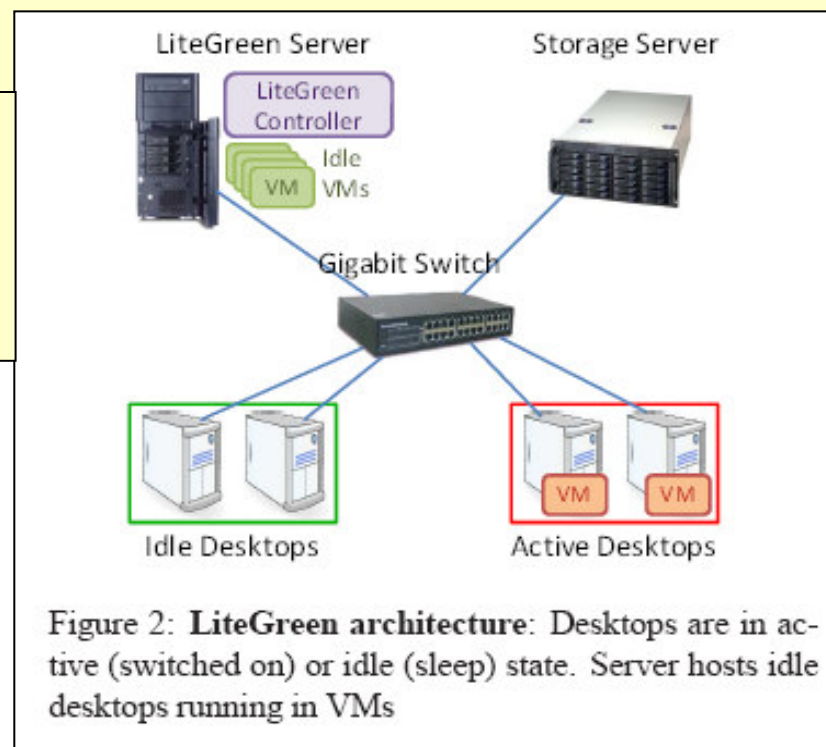 LiteGreen Server
Storage Server
LiteGreen
Controller
Idle
VMs
VM
Gigabit Switch
VM
VM
Idle Desktops
Active Desktops
Figure 2: LiteGreen architecture: Desktops are in ac-
tive (switched on) or idle (sleep) state. Server hosts idle
desktops running in VMs